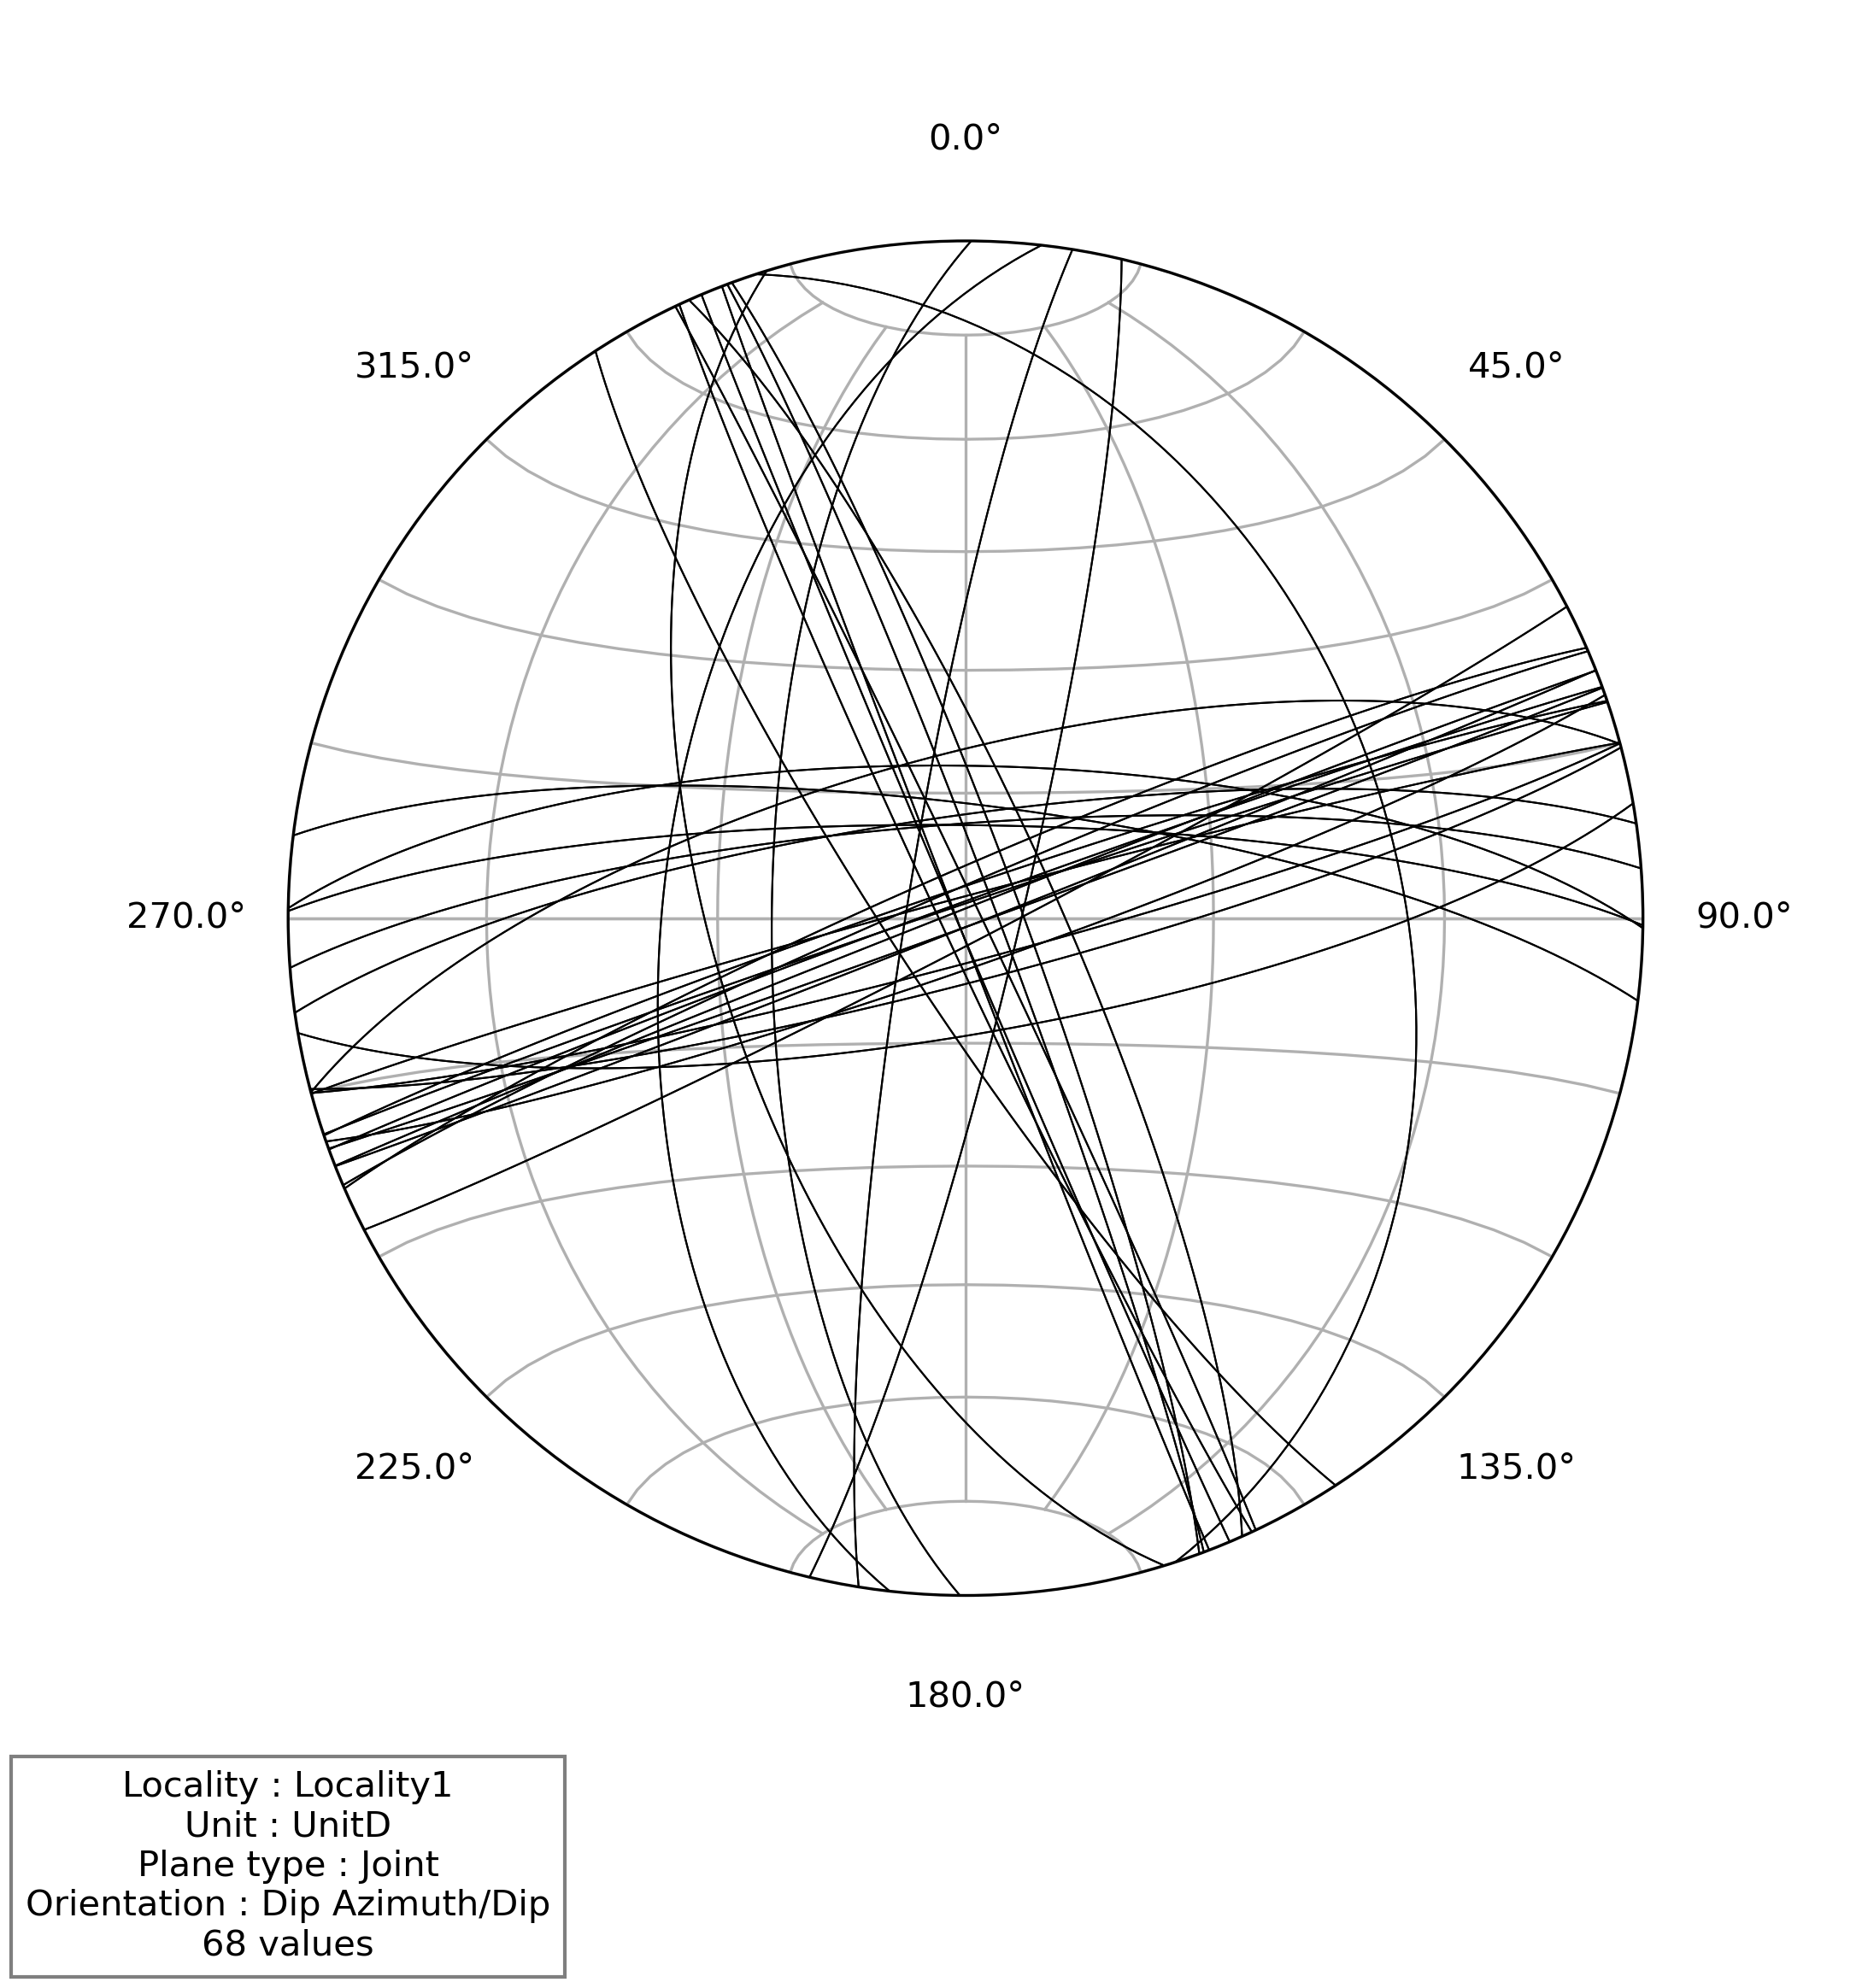 0.0°
315.0°
45.0°
270.0°
90.0°
225.0°
135.0°
180.0°
Locality : Locality1
Unit : UnitD
Plane type : Joint
Orientation : Dip Azimuth/Dip
68 values